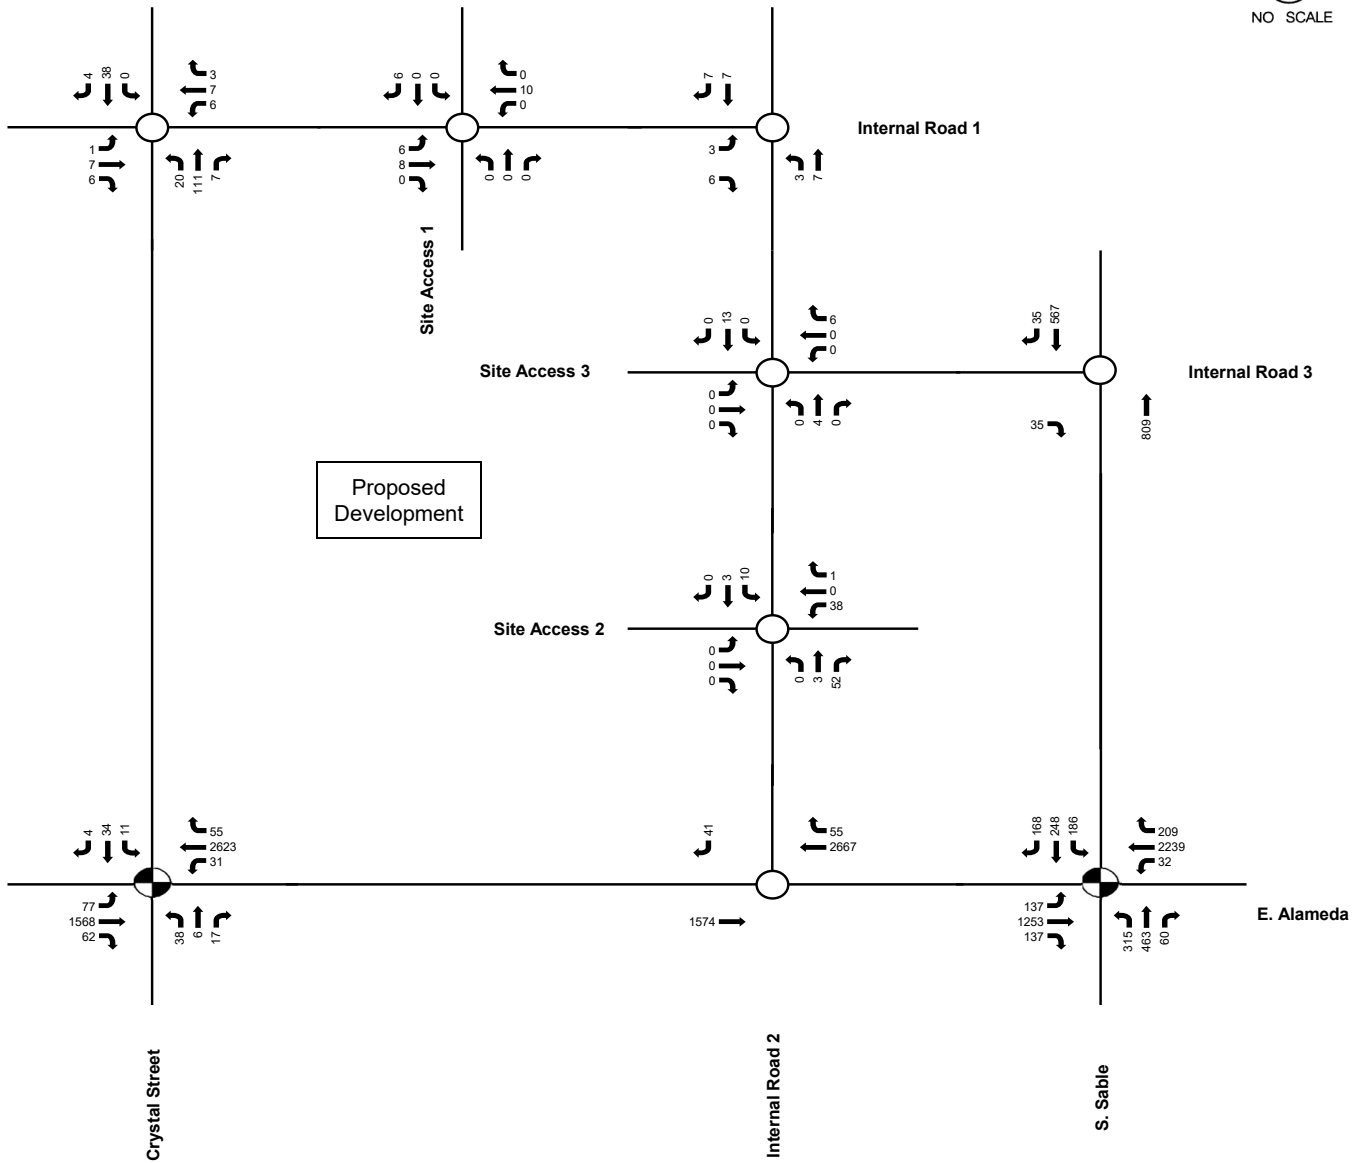 NO SCALE
4 38 0
3
7
6
1
7
6
20 111 7
6 0 0
0
10
0
6
8
0
0 0 0
7 7
3
6
3 7
Internal Road 1
Site Access 1
0 13 0
6
0
0
0
0
0
0 4 0
Site Access 3
35 567
35
809
Internal Road 3
Proposed
Development
0 3 10
1
0
38
0
0
0
0 3 52
Site Access 2
4 34 11
55
2623
31
77
1568
62
38 6 17
41
55
2667
1574
168 248 186
209
2239
32
137
1253
137
315 463 60
E. Alameda
Crystal Street
Internal Road 2
S. Sable